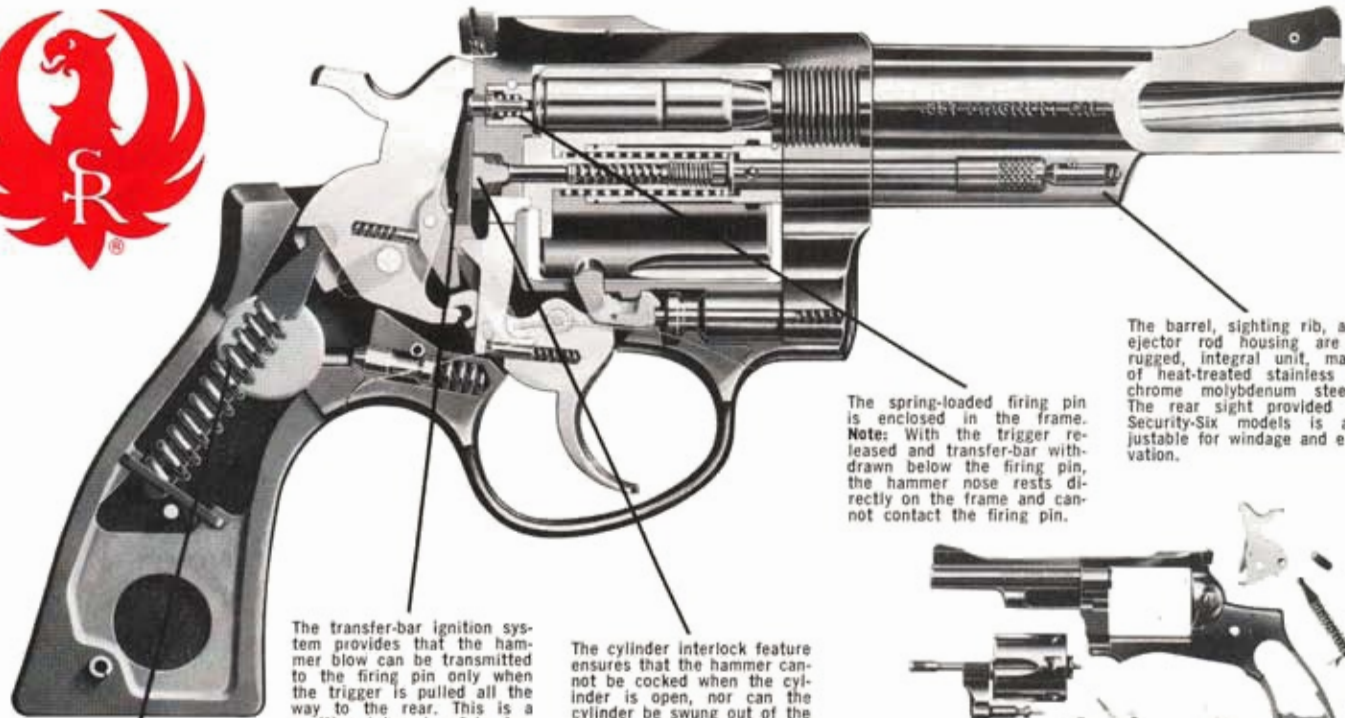 SR
®
.357 MAGNUM CAL.
The barrel, sighting rib, a
ejector rod housing are
rugged, integral unit, ma
of heat-treated stainless
chrome molybdenum stee
The rear sight provided
Security-Six models is a
justable for windage and e
vation.
The spring-loaded firing pin
is enclosed in the frame.
Note: With the trigger re-
leased and transfer-bar with-
drawn below the firing pin,
the hammer nose rests di-
rectly on the frame and can-
not contact the firing pin.
The transfer-bar ignition sys-
tem provides that the ham-
mer blow can be transmitted
to the firing pin only when
the trigger is pulled all the
way to the rear. This is a
The cylinder interlock feature
ensures that the hammer can-
not be cocked when the cyl-
inder is open, nor can the
cylinder be swung out of the